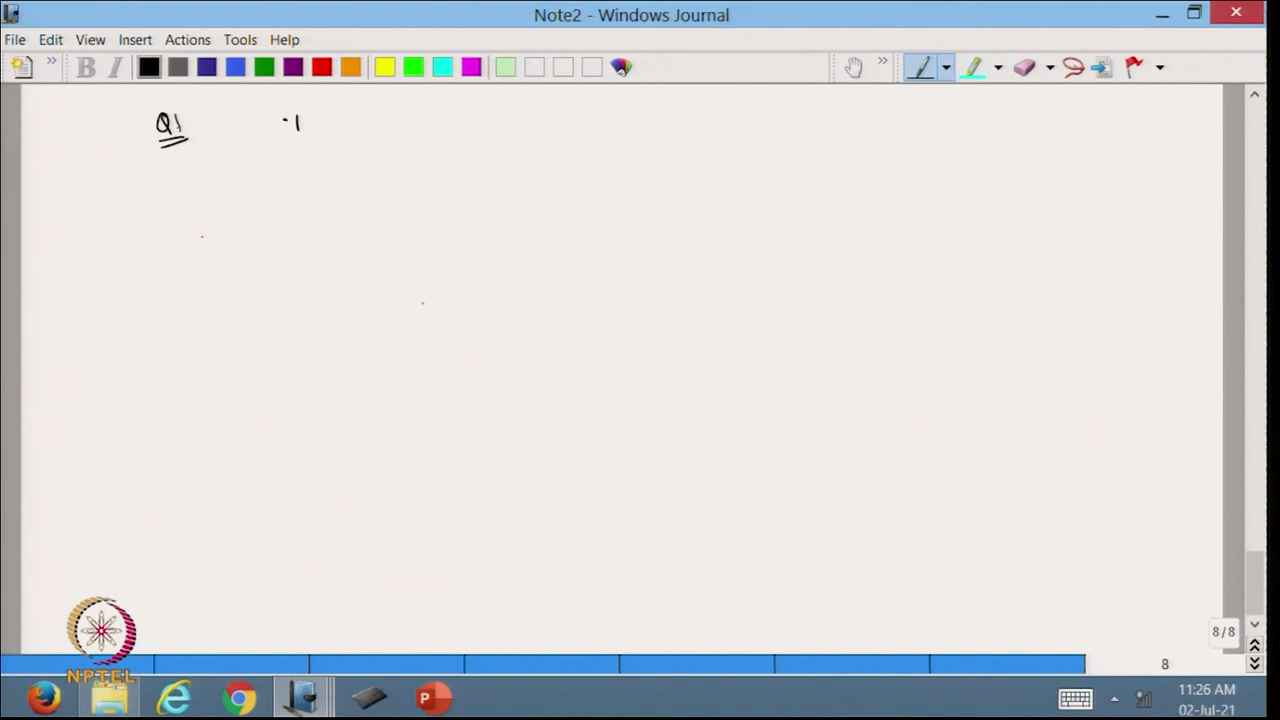 Note2 - Windows Journal
File Edit View Insert Actions Tools Help
B I
Q1
8/8
8
NPTEL
11:26 AM
02-Jul-21